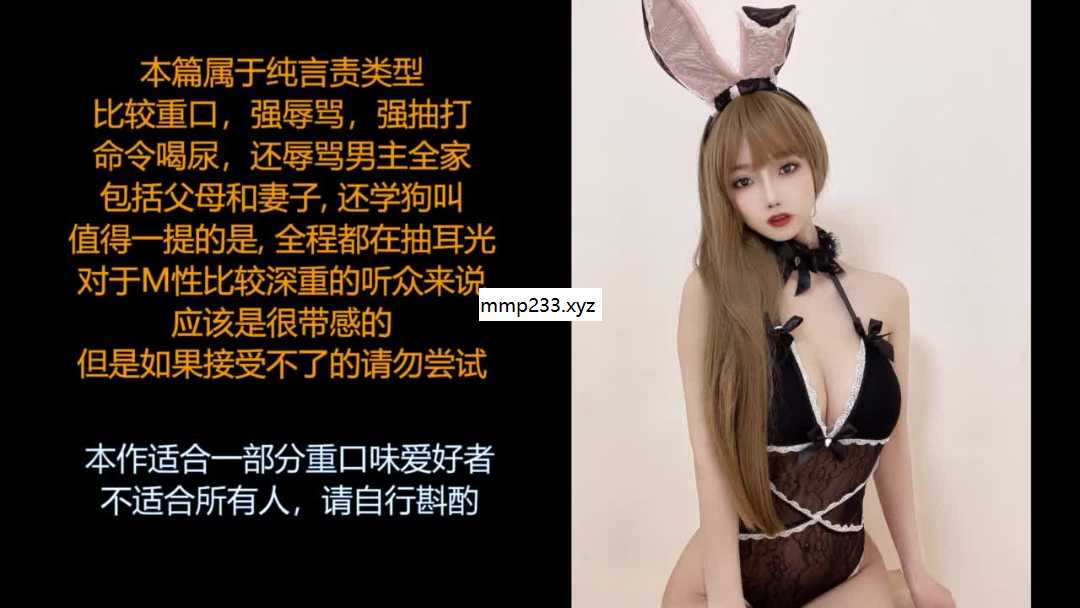 本篇属于纯言责类型
比较重口，强辱骂，强抽打
命令喝尿，还辱骂男主全家
包括父母和妻子, 还学狗叫
值得一提的是, 全程都在抽耳光
对于M性比较深重的听众来说
mmp233.xyz
应该是很带感的
但是如果接受不了的请勿尝试
本作适合一部分重口味爱好者
不适合所有人，请自行斟酌